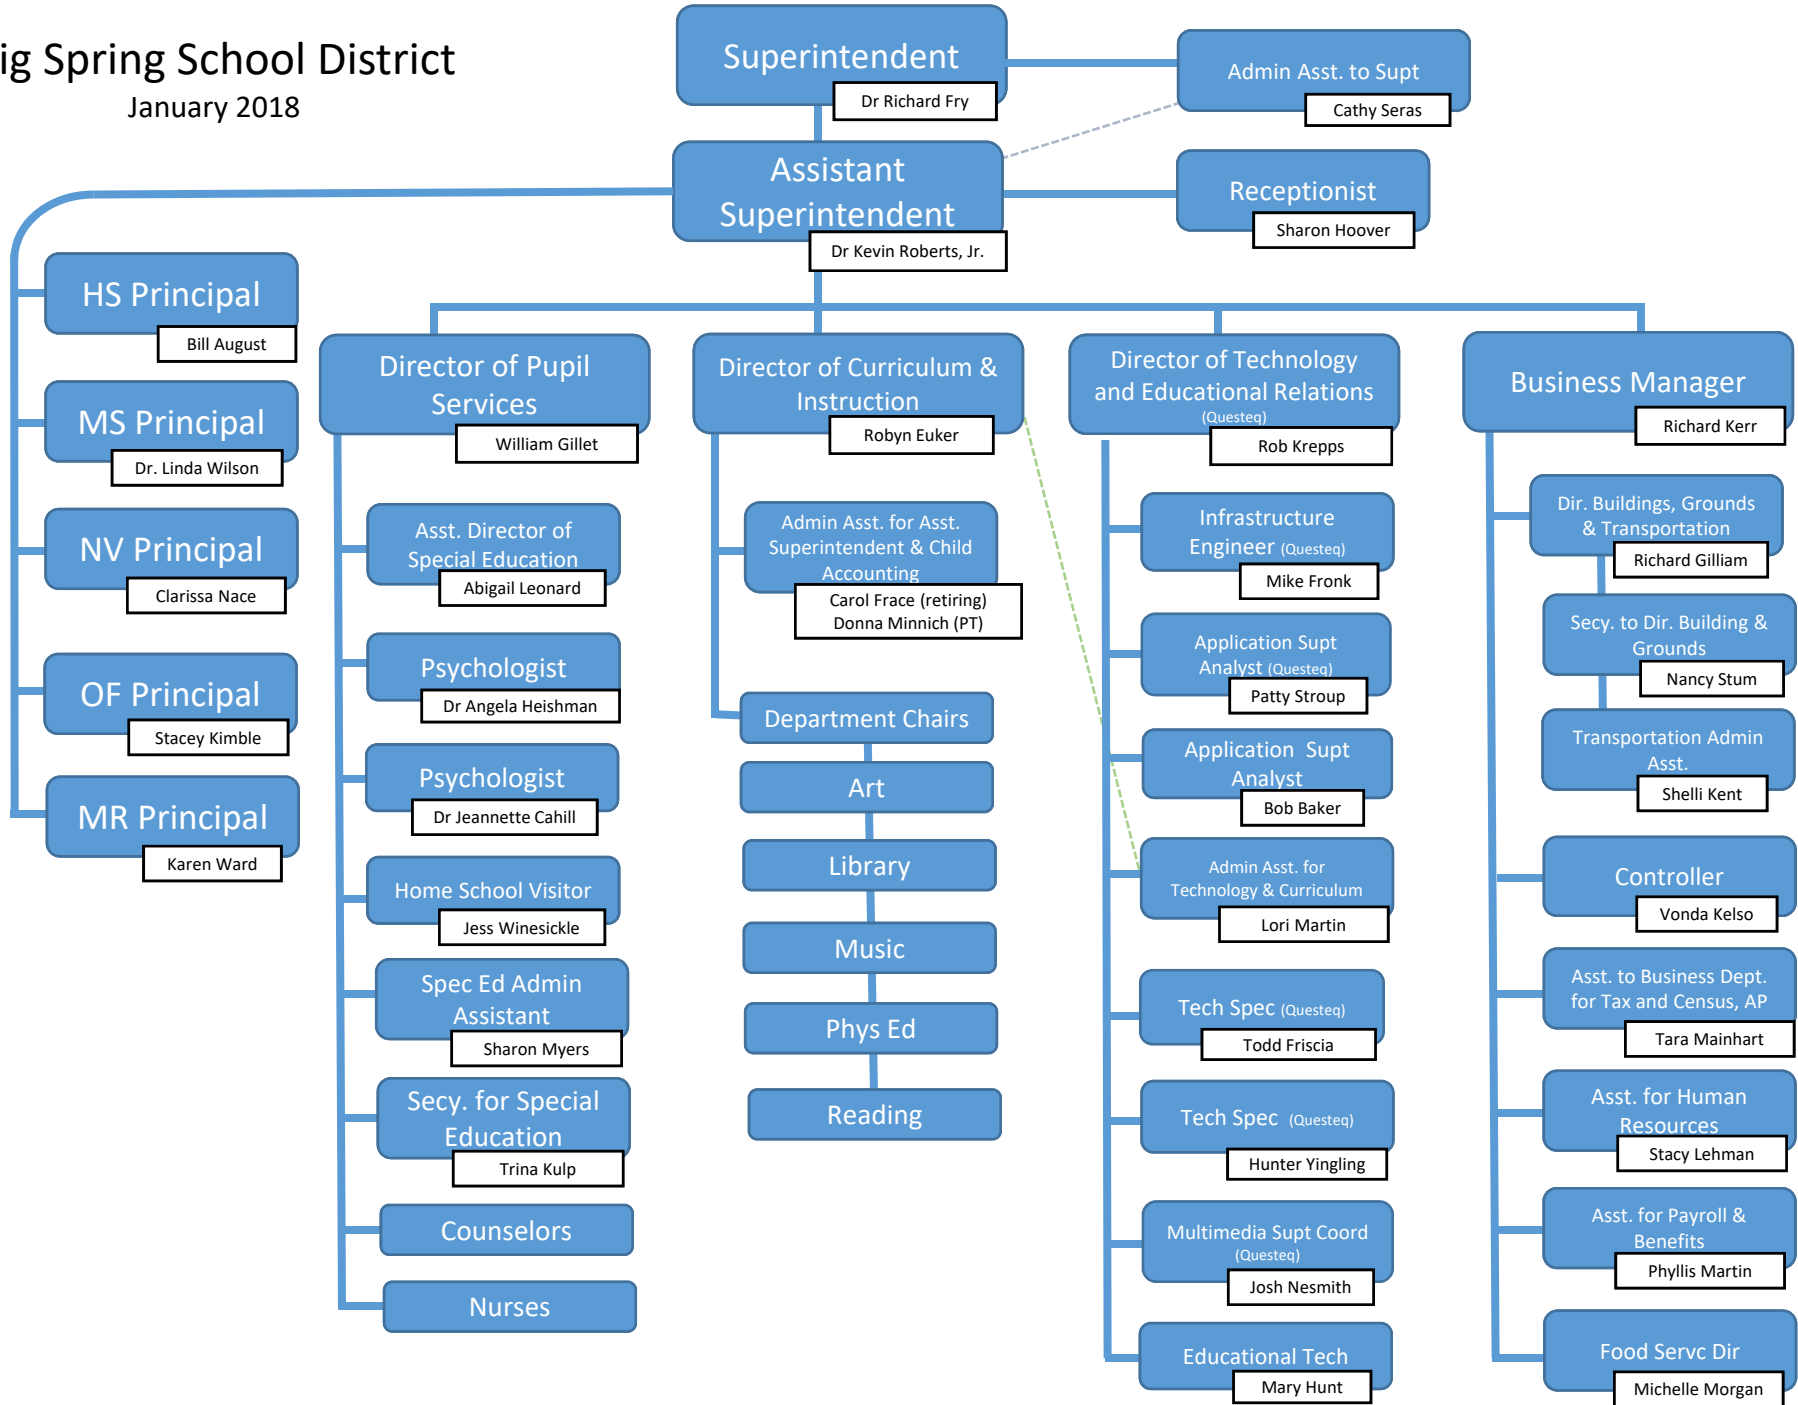 ig Spring School District
January 2018
Superintendent
Dr Richard Fry
Admin Asst. to Supt
Cathy Seras
Assistant
Superintendent
Dr Kevin Roberts, Jr.
Receptionist
Sharon Hoover
HS Principal
Bill August
MS Principal
Dr. Linda Wilson
NV Principal
Clarissa Nace
OF Principal
Stacey Kimble
MR Principal
Karen Ward
Director of Pupil
Services
William Gillet
Asst. Director of
Special Education
Abigail Leonard
Psychologist
Dr Angela Heishman
Psychologist
Dr Jeannette Cahill
Home School Visitor
Jess Winesickle
Spec Ed Admin
Assistant
Sharon Myers
Secy. for Special
Education
Trina Kulp
Counselors
Nurses
Director of Curriculum &
Instruction
Robyn Euker
Admin Asst. for Asst.
Superintendent & Child
Accounting
Carol Frace (retiring)
Donna Minnich (PT)
Department Chairs
Art
Library
Music
Phys Ed
Reading
Director of Technology
and Educational Relations
(Questeq)
Rob Krepps
Infrastructure
Engineer (Questeq)
Mike Fronk
Application Supt
Analyst (Questeq)
Patty Stroup
Application Supt
Analyst
Bob Baker
Admin Asst. for
Technology & Curriculum
Lori Martin
Tech Spec (Questeq)
Todd Friscia
Tech Spec (Questeq)
Hunter Yingling
Multimedia Supt Coord
(Questeq)
Josh Nesmith
Educational Tech
Mary Hunt
Business Manager
Richard Kerr
Dir. Buildings, Grounds
& Transportation
Richard Gilliam
Secy. to Dir. Building &
Grounds
Nancy Stum
Transportation Admin
Asst.
Shelli Kent
Controller
Vonda Kelso
Asst. to Business Dept.
for Tax and Census, AP
Tara Mainhart
Asst. for Human
Resources
Stacy Lehman
Asst. for Payroll &
Benefits
Phyllis Martin
Food Servc Dir
Michelle Morgan